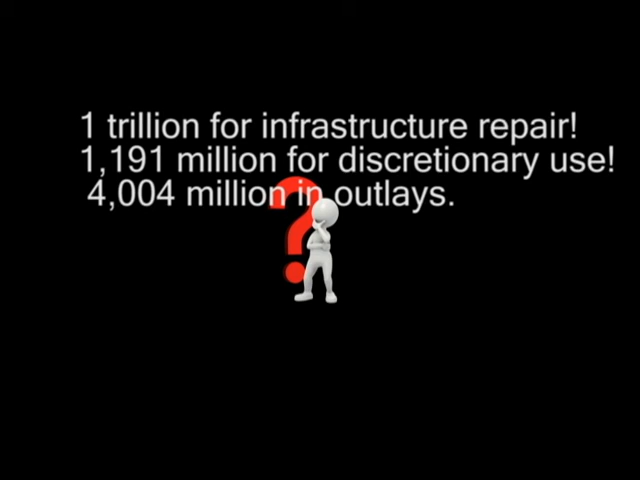 1 trillion for infrastructure repair!
1,191 million for discretionary use!
4,004 million in outlays.
?